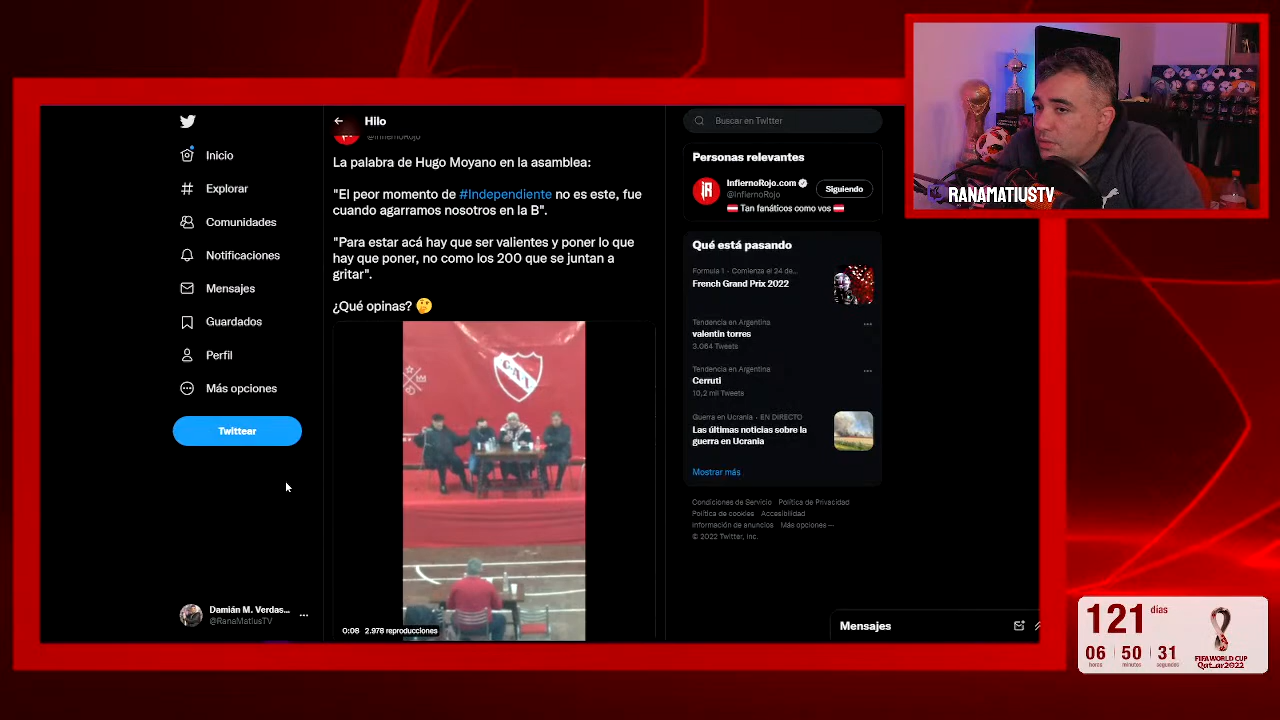 Hilo
@InfiernoRojo
La palabra de Hugo Moyano en la asamblea:
"El peor momento de #Independiente no es este, fue
cuando agarramos nosotros en la B".
"Para estar acá hay que ser valientes y poner lo que
hay que poner, no como los 200 que se juntan a
gritar".
¿Qué opinas? 🤔
CAI
0:06 2.978 reproducciones
Inicio
Explorar
Comunidades
Notificaciones
Mensajes
Guardados
Perfil
Más opciones
Twittear
Damián M. Verdas...
@RanaMatiusTV
Buscar en Twitter
Personas relevantes
InfiernoRojo.com
@InfiernoRojo
Siguiendo
Tan fanáticos como vos
Qué está pasando
Formula 1 · Comienza el 24 de...
French Grand Prix 2022
Tendencia en Argentina
valentin torres
3.064 Tweets
Tendencia en Argentina
Cerruti
10,2 mil Tweets
Guerra en Ucrania · EN DIRECTO
Las últimas noticias sobre la
guerra en Ucrania
Mostrar más
Condiciones de Servicio Política de Privacidad
Política de cookies Accesibilidad
Información de anuncios Más opciones ···
© 2022 Twitter, Inc.
Mensajes
RANAMATIUSTV
121 días
06 50 31
horas minutos segundos
FIFA WORLD CUP
Qatar2022